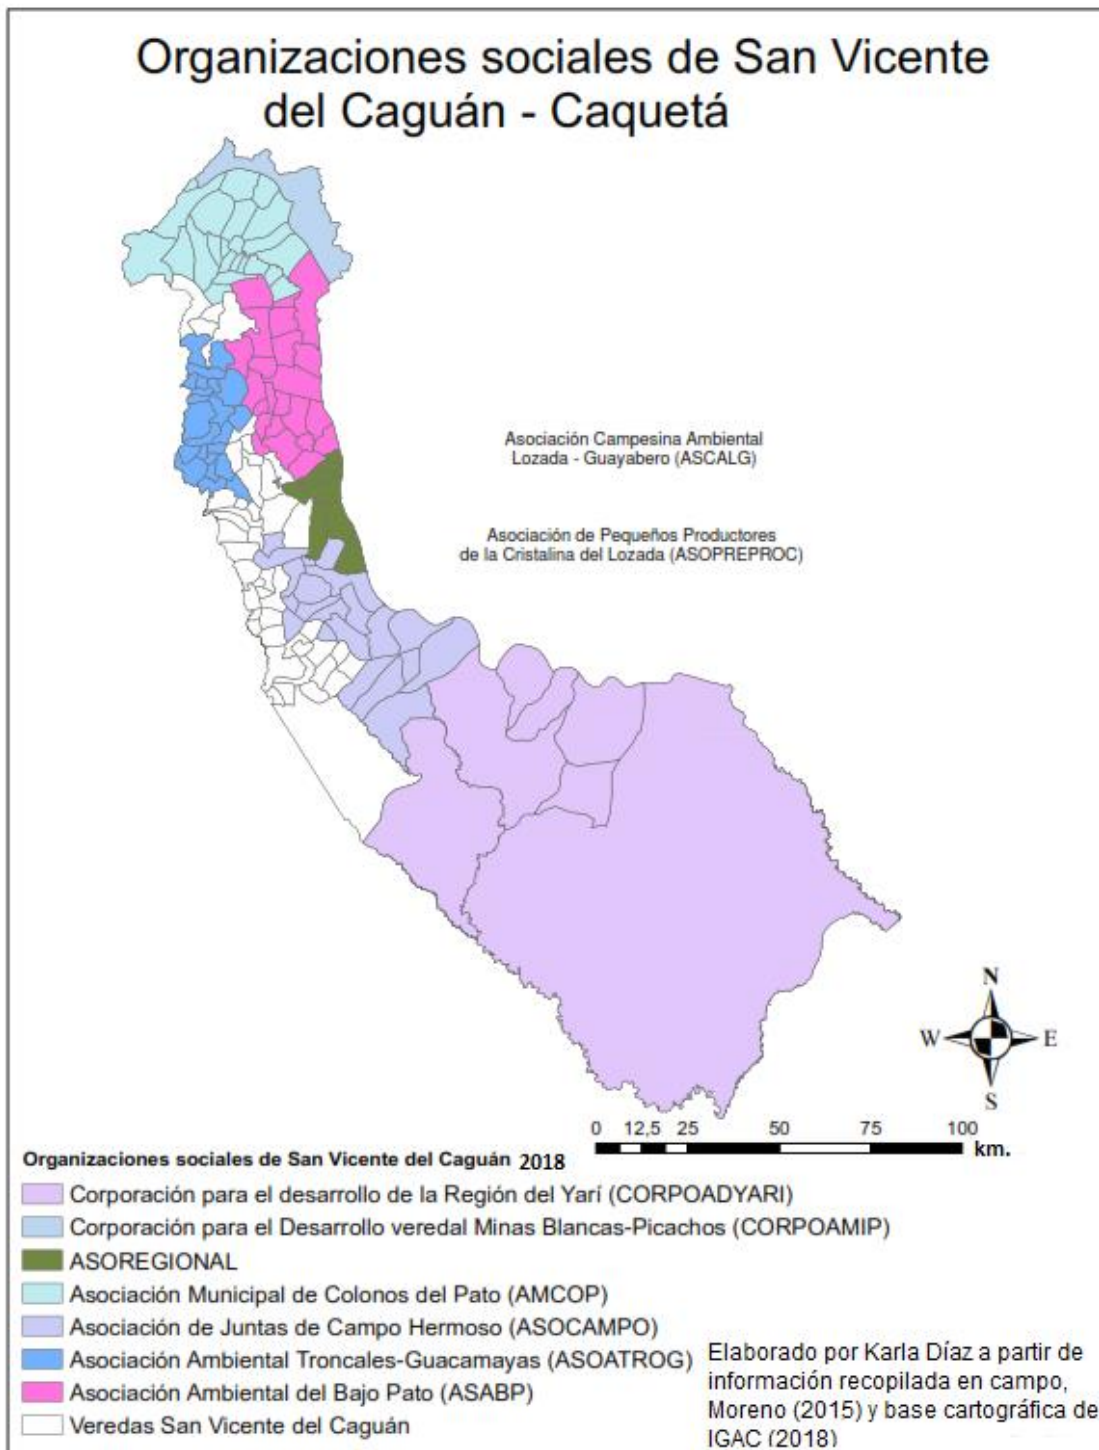 Organizaciones sociales de San Vicente
del Caguán - Caquetá
Asociación Campesina Ambiental
Lozada - Guayabero (ASCALG)
Asociación de Pequeños Productores
de la Cristalina del Lozada (ASOPREPROC)
N
W E
S
0 12,5 25 50 75 100
km.
Organizaciones sociales de San Vicente del Caguán 2018
Corporación para el desarrollo de la Región del Yarí (CORPOADYARI)
Corporación para el Desarrollo veredal Minas Blancas-Picachos (CORPOAMIP)
ASOREGIONAL
Asociación Municipal de Colonos del Pato (AMCOP)
Asociación de Juntas de Campo Hermoso (ASOCAMPO)
Asociación Ambiental Troncales-Guacamayas (ASOATROG)
Asociación Ambiental del Bajo Pato (ASABP)
Veredas San Vicente del Caguán
Elaborado por Karla Díaz a partir de
información recopilada en campo,
Moreno (2015) y base cartográfica de
IGAC (2018)